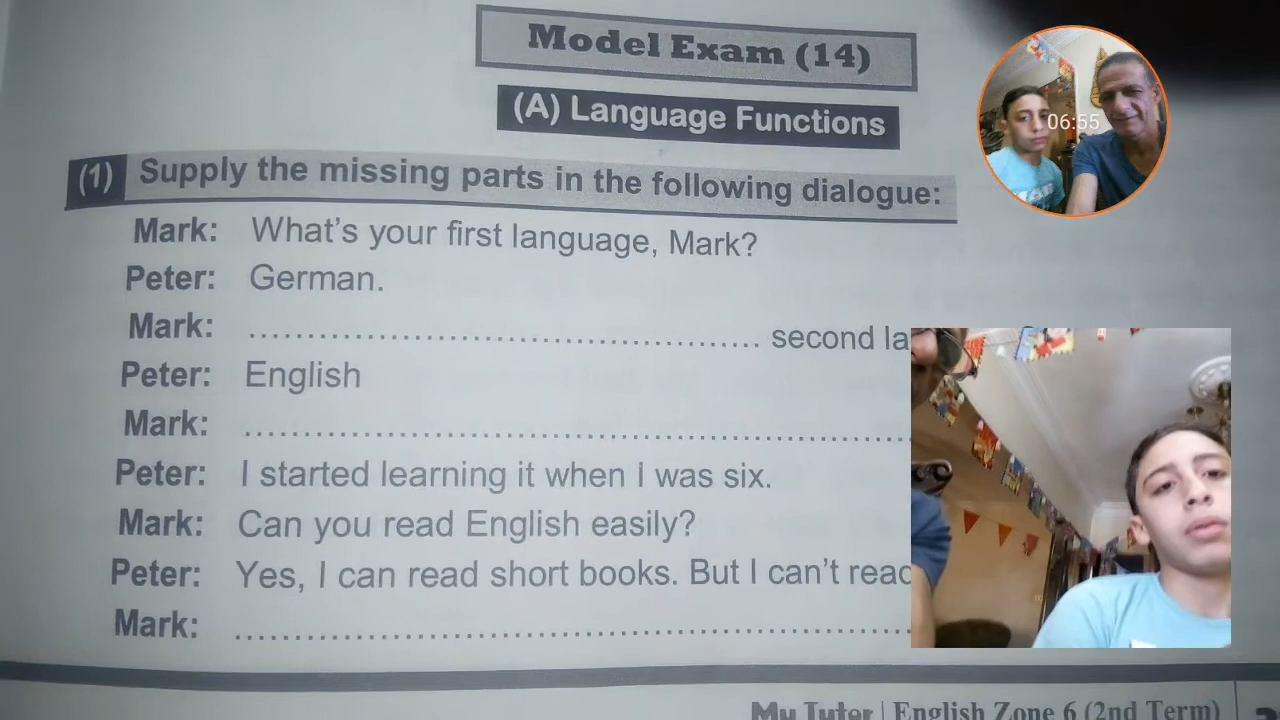 Model Exam (14)
(A) Language Functions
06:55
(1) Supply the missing parts in the following dialogue:
Mark: What's your first language, Mark?
Peter: German.
Mark: ............................................ second
Peter: English
Mark: ............................................................
Peter: I started learning it when I was six.
Mark: Can you read English easily?
Peter: Yes, I can read short books. But I can't
Mark: ............................................................
My Tutor | English Zone 6 (2nd Term)